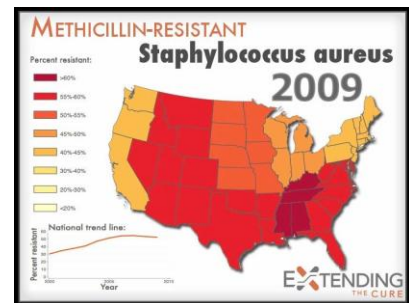 METHICILLIN-RESISTANT
Staphylococcus aureus
2009
Percent resistant:
>60%
55%-60%
50%-55%
45%-50%
40%-45%
30%-40%
20%-30%
<20%
National trend line:
Percent resistant
Year
EXTENDING
THE CURE